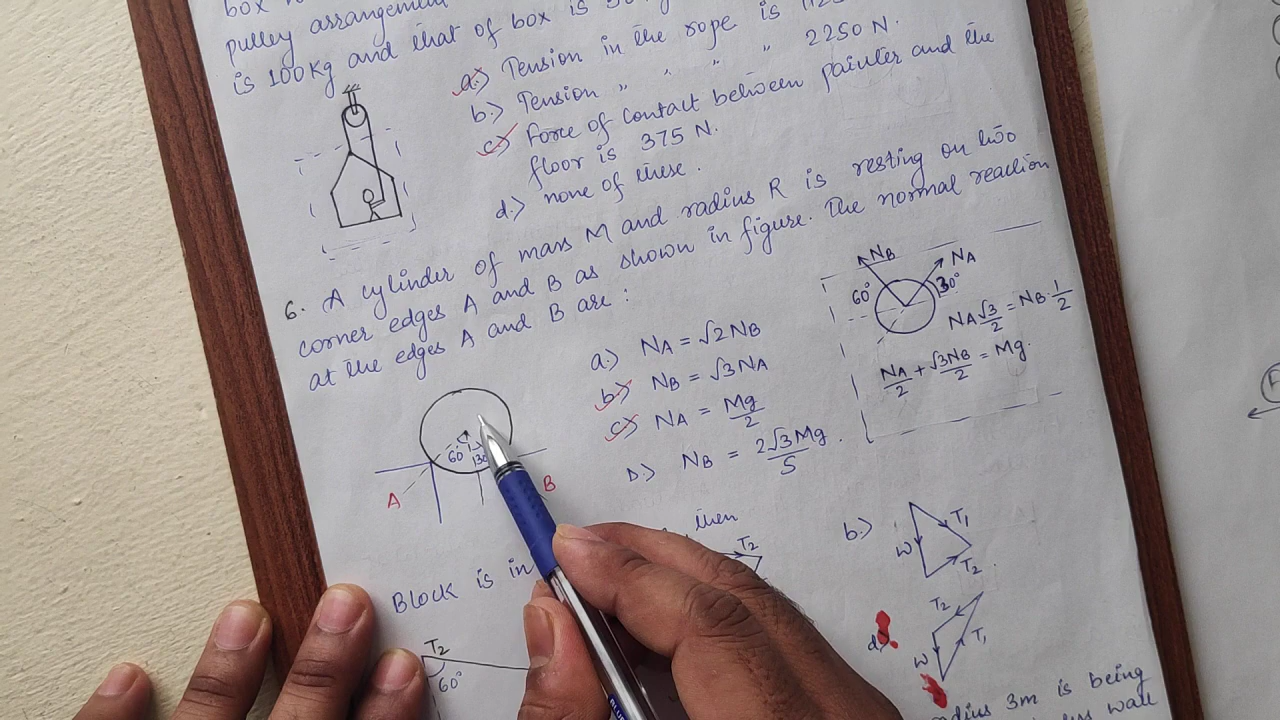 pulley arrangement
is 100kg and that of box is 50
a.) Tension in the rope is 1125
b.) Tension " " " " 2250 N.
c.) Force of Contact between painter and the
floor is 375 N.
d.) none of these.
6. A cylinder of mass M and radius R is resting on two
corner edges A and B as shown in figure. The normal reaction
at the edges A and B are :
a.) NA = √2 NB
b.) NB = √3 NA
c.) NA = Mg/2
D.) NB = 2√3 Mg/5.
NB
NA
60°
30°
NA √3/2 = NB · 1/2
NA/2 + √3NB/2 = Mg.
60°
130
A
B
then
Block is in
T2
T2
60°
b.)
W
T1
T2
d.)
T2
T1
W
radius 3m is being
wall